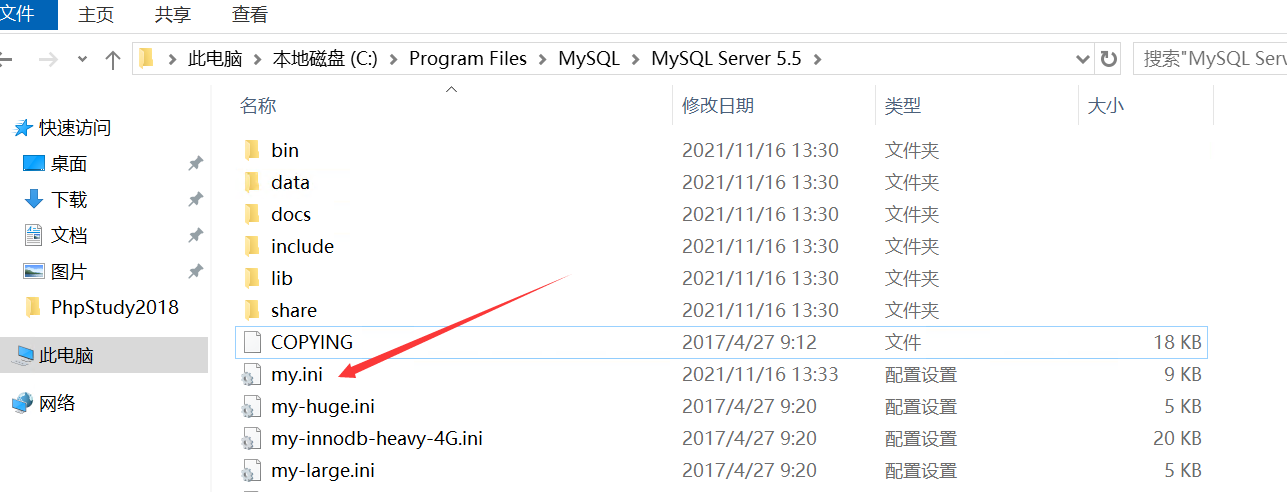 文件 主页 共享 查看
此电脑 本地磁盘 (C:) Program Files MySQL MySQL Server 5.5 搜索"MySQL Serv
名称 修改日期 类型 大小
快速访问
桌面
下载
文档
图片
PhpStudy2018
此电脑
网络
bin 2021/11/16 13:30 文件夹
data 2021/11/16 13:30 文件夹
docs 2021/11/16 13:30 文件夹
include 2021/11/16 13:30 文件夹
lib 2021/11/16 13:30 文件夹
share 2021/11/16 13:30 文件夹
COPYING 2017/4/27 9:12 文件 18 KB
my.ini 2021/11/16 13:33 配置设置 9 KB
my-huge.ini 2017/4/27 9:20 配置设置 5 KB
my-innodb-heavy-4G.ini 2017/4/27 9:20 配置设置 20 KB
my-large.ini 2017/4/27 9:20 配置设置 5 KB